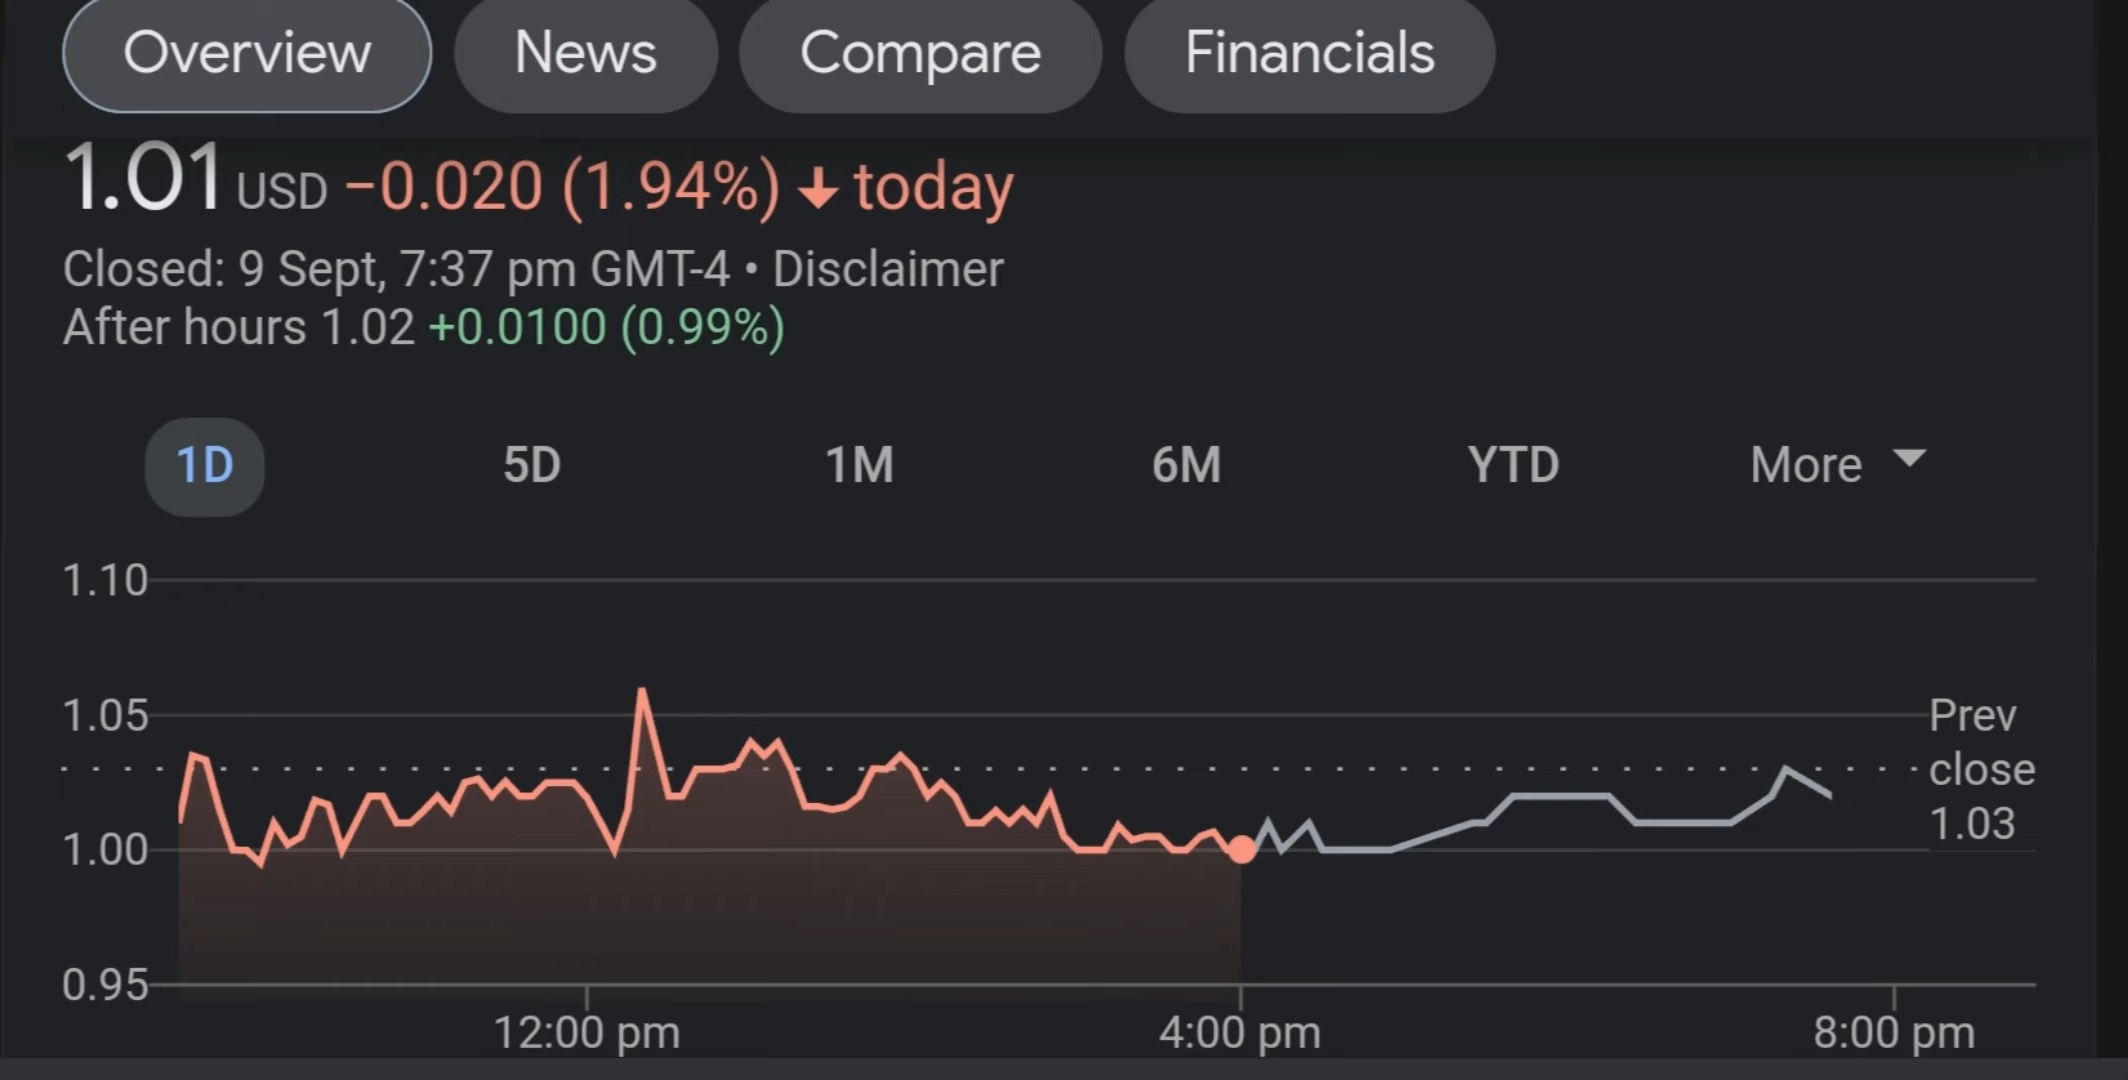 Overview News Compare Financials
1.01 USD −0.020 (1.94%) ↓ today
Closed: 9 Sept, 7:37 pm GMT-4 • Disclaimer
After hours 1.02 +0.0100 (0.99%)
1D 5D 1M 6M YTD More
1.10
1.05
1.00
0.95
Prev
close
1.03
12:00 pm 4:00 pm 8:00 pm